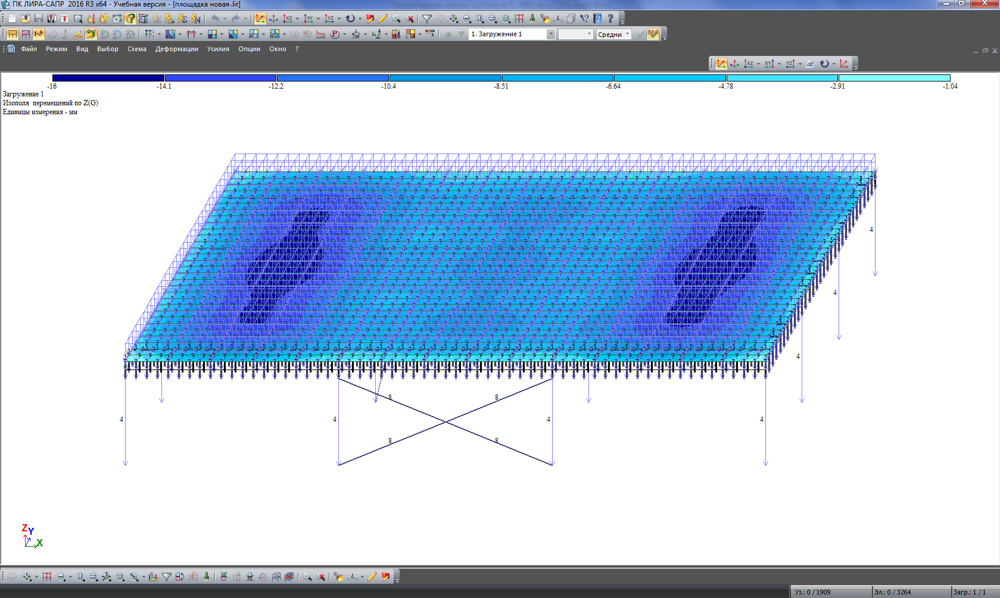 ПК ЛИРА-САПР 2016 R3 x64 - Учебная версия - [площадка новая-.lir]
1. Загружение 1
Средни
Файл Режим Вид Выбор Схема Деформации Усилия Опции Окно ?
-16 -14.1 -12.2 -10.4 -8.51 -6.64 -4.78 -2.91 -1.04
Загружение 1
Изополя перемещений по Z(G)
Единицы измерения - мм
4
4
4
8 8
4 4 4 4
8 8
Z Y
X
Уз.: 0 / 1909 Эл.: 0 / 3264 Загр.: 1 / 1